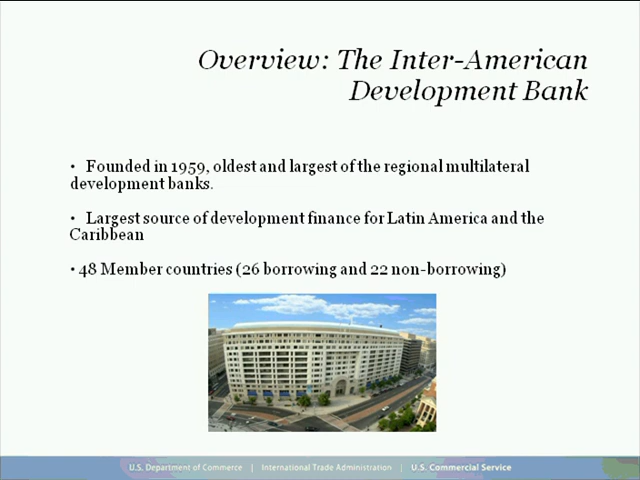 Overview: The Inter-American
Development Bank
• Founded in 1959, oldest and largest of the regional multilateral
development banks.
• Largest source of development finance for Latin America and the
Caribbean
• 48 Member countries (26 borrowing and 22 non-borrowing)
U.S. Department of Commerce | International Trade Administration | U.S. Commercial Service